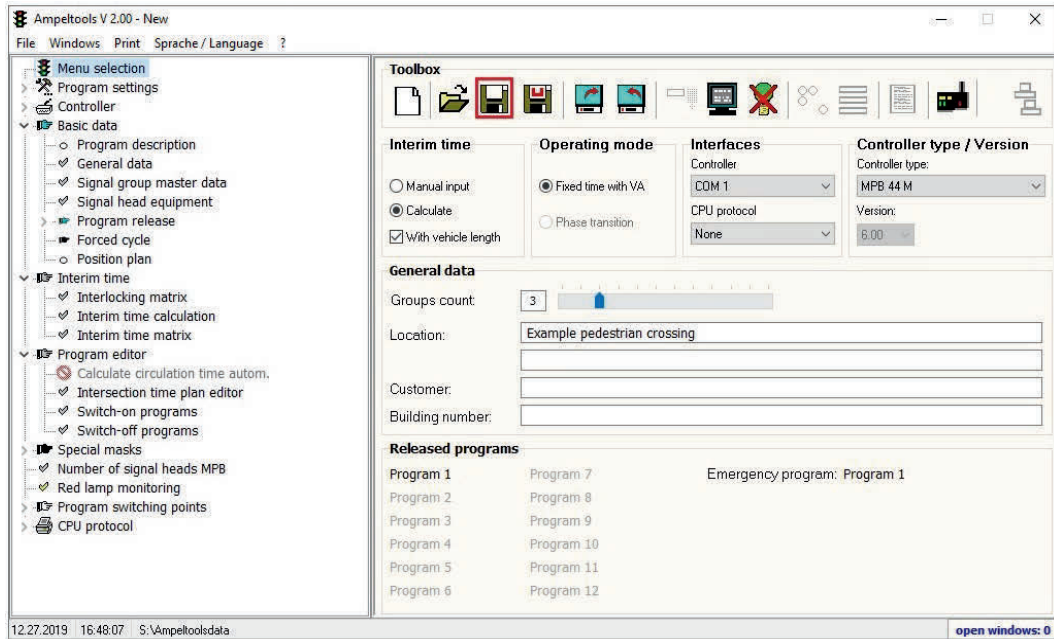 Ampeltools V 2.00 - New
File Windows Print Sprache / Language ?
Menu selection
Program settings
Controller
Basic data
Program description
General data
Signal group master data
Signal head equipment
Program release
Forced cycle
Position plan
Interim time
Interlocking matrix
Interim time calculation
Interim time matrix
Program editor
Calculate circulation time autom.
Intersection time plan editor
Switch-on programs
Switch-off programs
Special masks
Number of signal heads MPB
Red lamp monitoring
Program switching points
CPU protocol
Toolbox
Interim time
Manual input
Calculate
With vehicle length
Operating mode
Fixed time with VA
Phase transition
Interfaces
Controller
COM 1
CPU protocol
None
Controller type / Version
Controller type:
MPB 44 M
Version:
6.00
General data
Groups count: 3
Location: Example pedestrian crossing
Customer:
Building number:
Released programs
Program 1 Program 7 Emergency program: Program 1
Program 2 Program 8
Program 3 Program 9
Program 4 Program 10
Program 5 Program 11
Program 6 Program 12
12.27.2019 16:48:07 S:\Ampeltoolsdata open windows: 0